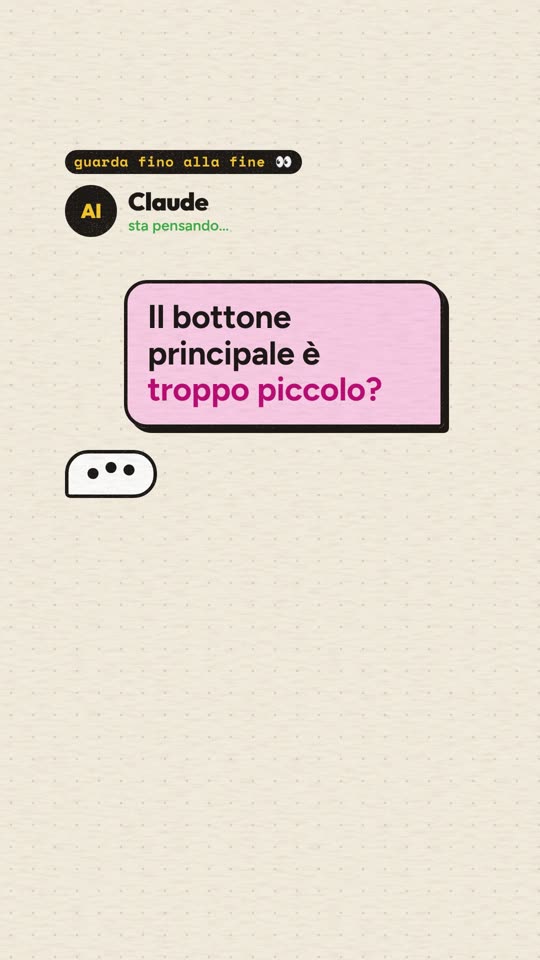 guarda fino alla fine 👀
AI
Claude
sta pensando...
Il bottone
principale è
troppo piccolo?